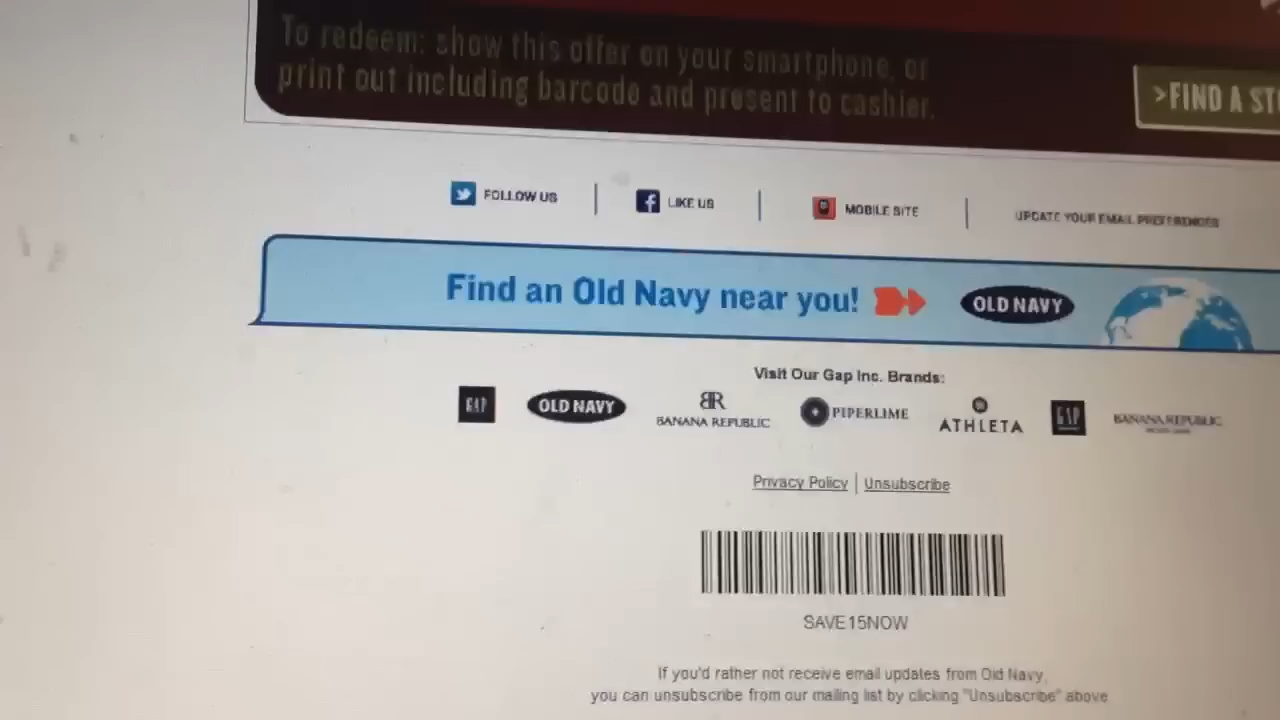 To redeem: show this offer on your smartphone, or
print out including barcode and present to cashier.
>FIND A ST
FOLLOW US
LIKE US
MOBILE SITE
UPDATE YOUR EMAIL PREFERENCES
Find an Old Navy near you!
OLD NAVY
Visit Our Gap Inc. Brands:
GAP
OLD NAVY
BR
BANANA REPUBLIC
PIPERLIME
ATHLETA
GAP
BANANA REPUBLIC
Privacy Policy | Unsubscribe
SAVE15NOW
If you'd rather not receive email updates from Old Navy,
you can unsubscribe from our mailing list by clicking "Unsubscribe" above